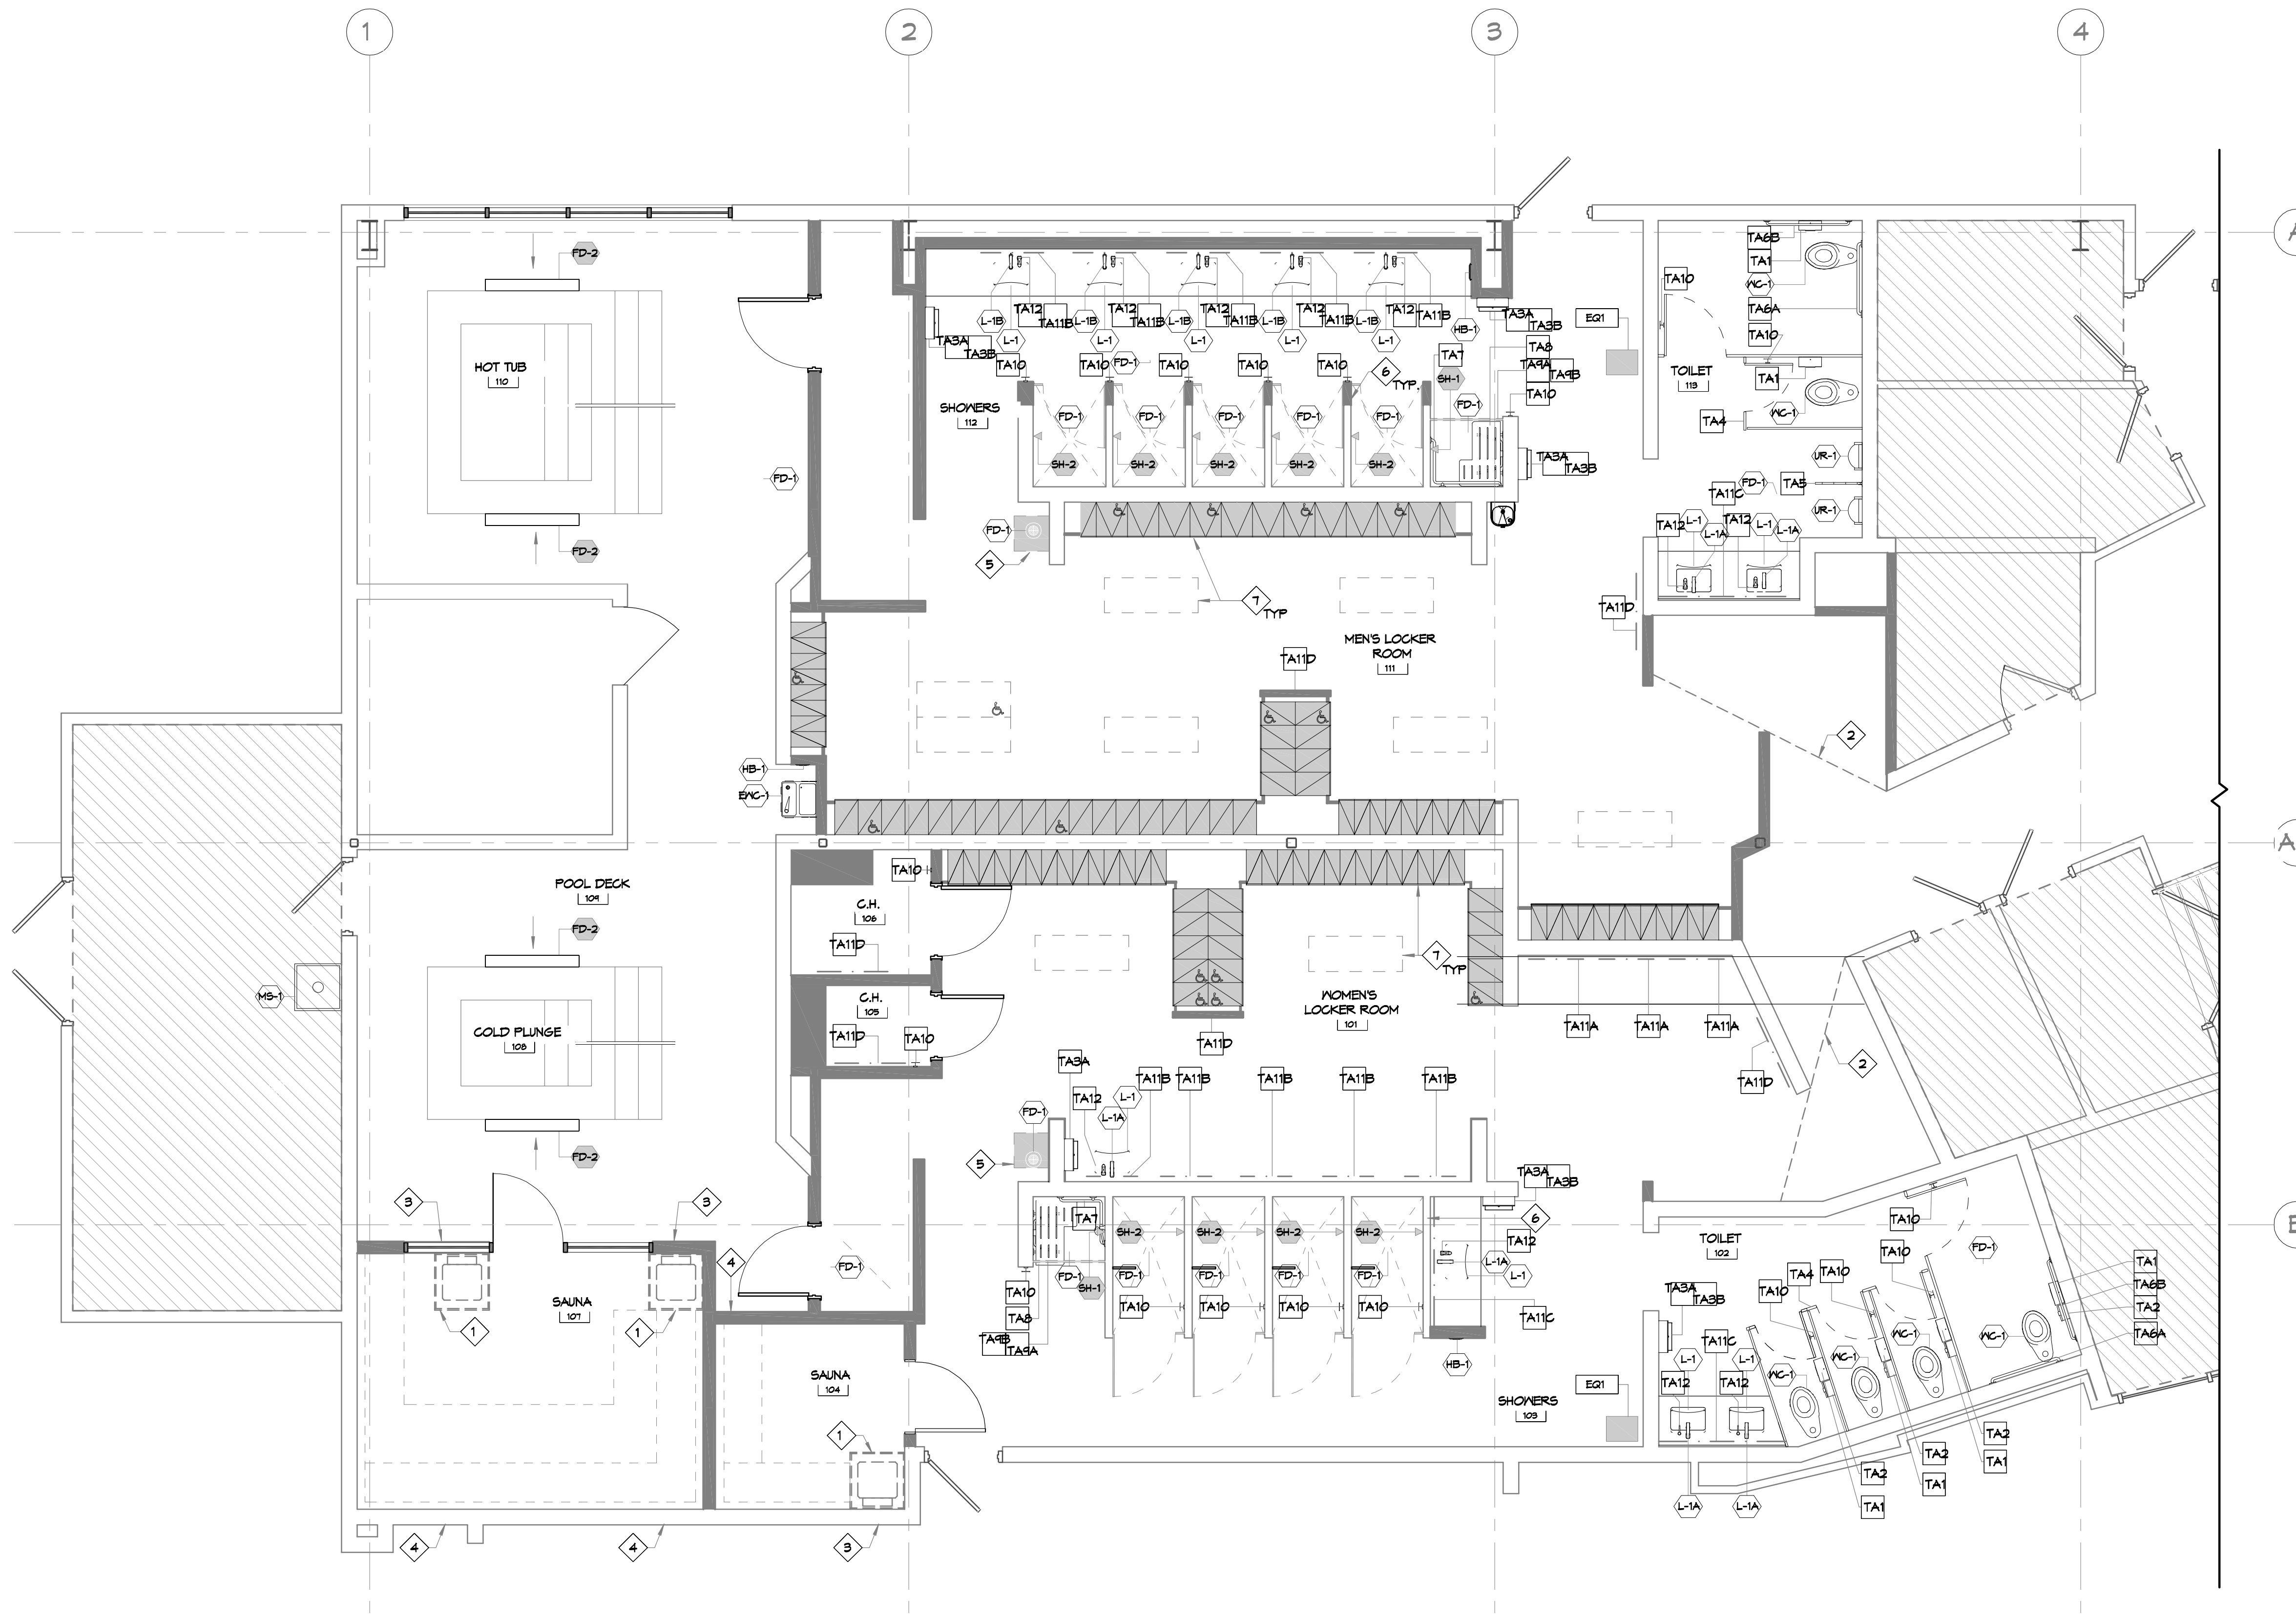 1 2 3 4
A
FD-2
HOT TUB
110
FD-2
FD-1
L-1B TA12 TA11B L-1B TA12 TA11B L-1B TA12 TA11B L-1B TA12 TA11B L-1B TA12 TA11B HB-1
L-1 L-1 L-1 L-1 L-1
TA3A TA3B
TA3A TA3B
EQ1
TA10 TA10 FD-1 TA10 TA10 TA10
6
TYP.
TA7
SH-1
FD-1
TA8
TA9A TA9B
TA10
SHOWERS
112
FD-1 FD-1 FD-1 FD-1 FD-1
SH-2 SH-2 SH-2 SH-2 SH-2
TA3A TA3B
FD-1
5
7
TYP
TA6B
TA1
WC-1
TA6A
TA10
TA10
TOILET
113
TA1
WC-1
TA4
UR-1
FD-1 TA5
TA11C
UR-1
TA12 L-1 L-1A TA12 L-1 L-1A
TA11D
MEN'S LOCKER
ROOM
111
TA11D
2
HB-1
EWC-1
A
POOL DECK
109
FD-2
MS-1
COLD PLUNGE
108
FD-2
TA10
C.H.
106
TA11D
C.H.
105
TA11D TA10
7
TYP
WOMEN'S
LOCKER ROOM
101
TA11D
TA11A TA11A TA11A
TA11D
2
TA3A
TA11B TA11B TA11B TA11B TA11B
TA12 L-1
L-1A
FD-1
5
TA3A TA3B
3 3
4
TA7
SH-2 SH-2 SH-2 SH-2
6
TA12
L-1A
L-1
FD-1
FD-1 SH-1 FD-1 FD-1 FD-1 FD-1
TA10 TA10 TA10 TA10 TA10
TA8
TA9B TA9A
TA11C
HB-1
SAUNA
107
1 1
SAUNA
104
1
4 4 3
SHOWERS
103
EQ1
TOILET
102
TA10
TA10
FD-1
TA3A TA3B
TA10 TA4 TA10
TA1
TA6B
TA2
TA6A
WC-1
WC-1
WC-1
WC-1
TA11C
L-1 L-1
TA12 TA12
L-1A L-1A
TA2
TA1
TA2
TA1
TA2
TA1